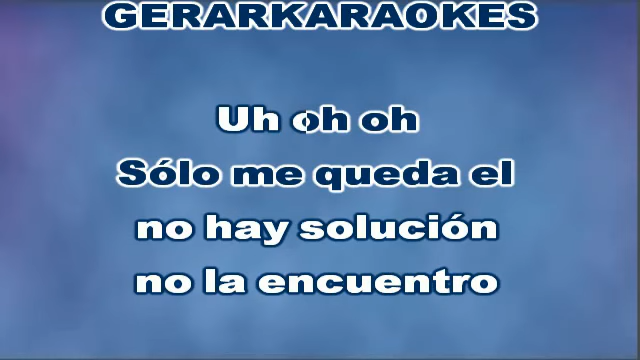 GERARKARAOKES
Uh oh oh
Sólo me queda el
no hay solución
no la encuentro